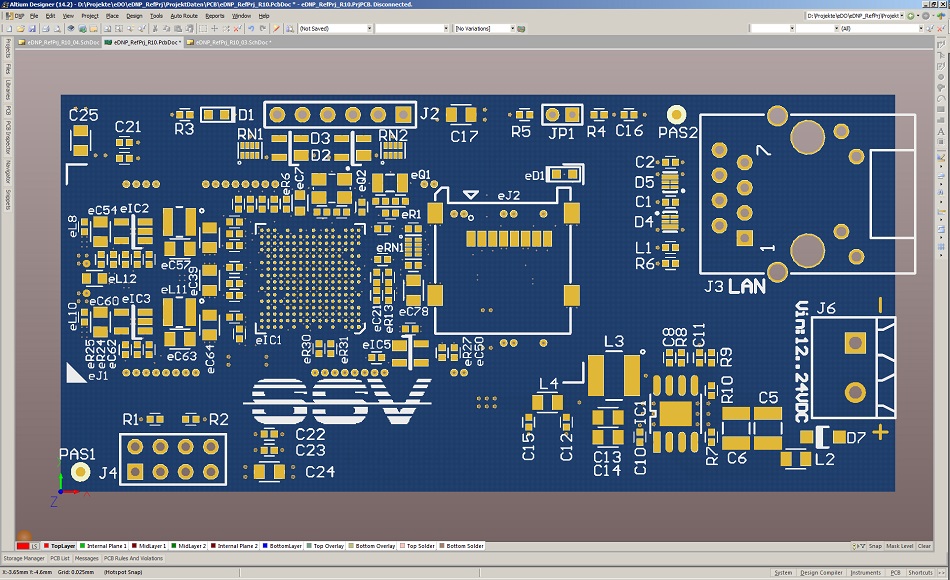 Altium Designer (14.2) - D:\Projekte\eDO\eDNP_RefPrj\ProjektDaten\PCB\eDNP_RefPrj_R10.PcbDoc * - eDNP_RefPrj_R10.PrjPCB. Disconnected.
DXP File Edit View Project Place Design Tools Auto Route Reports Window Help
D:\Projekte\eDO\eDNP_RefPrj\Projekt
(Not Saved) [No Variations] (All)
eDNP_RefPrj_R10_04.SchDoc eDNP_RefPrj_R10.PcbDoc * eDNP_RefPrj_R10_03.SchDoc *
Projects
Files
Libraries
PCB
PCB Inspector
Navigator
Snippets
C25 C21 R3 D1 J2 C17 R5 JP1 R4 C16 PAS2
RN1 D3 RN2
D2
eR6 eC7 eQ2 eQ1 eJ2 eD1
C2
D5
C1
D4
L1
R6
7
1
J3 LAN
eL8 eC54 eIC2
eR1
eRN1
eC57
eL12 eC39
eL11
eC60 eIC3
eL10
eC63 eC64
eR25
eR24
eC62
eJ1
eIC1
eC21
eR13
eC78
eR30 eR31 eIC5 eR27 eC50
Vin:12..24VDC
J6
-
+
SSV
L3 C8 R8 C11 R9
L4 R10
IC1 C5
C15 C12 C13 C10 R7 C6 L2 D7
C14
R1 R2
C22
C23
C24
PAS1
J4
Z X
LS TopLayer Internal Plane 1 MidLayer 1 MidLayer 2 Internal Plane 2 BottomLayer Top Overlay Bottom Overlay Top Solder Bottom Solder Snap Mask Level Clear
Storage Manager PCB List Messages PCB Rules And Violations
X:-3.65mm Y:-4.6mm Grid: 0.025mm (Hotspot Snap) System Design Compiler Instruments PCB Shortcuts